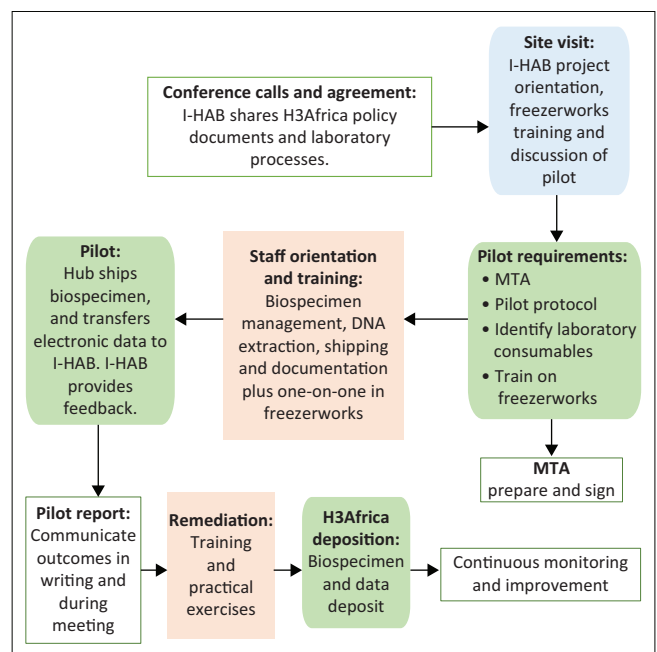 Conference calls and agreement:
I-HAB shares H3Africa policy
documents and laboratory
processes.
Site visit:
I-HAB project
orientation,
freezerworks
training and
discussion of
pilot
Pilot requirements:
• MTA
• Pilot protocol
• Identify laboratory
consumables
• Train on
freezerworks
MTA
prepare and sign
Staff orientation
and training:
Biospecimen
management, DNA
extraction, shipping
and documentation
plus one-on-one in
freezerworks
Pilot:
Hub ships
biospecimen,
and transfers
electronic data to
I-HAB. I-HAB
provides
feedback.
Pilot report:
Communicate
outcomes in
writing and
during
meeting
Remediation:
Training
and
practical
exercises
H3Africa
deposition:
Biospecimen
and data
deposit
Continuous monitoring
and improvement